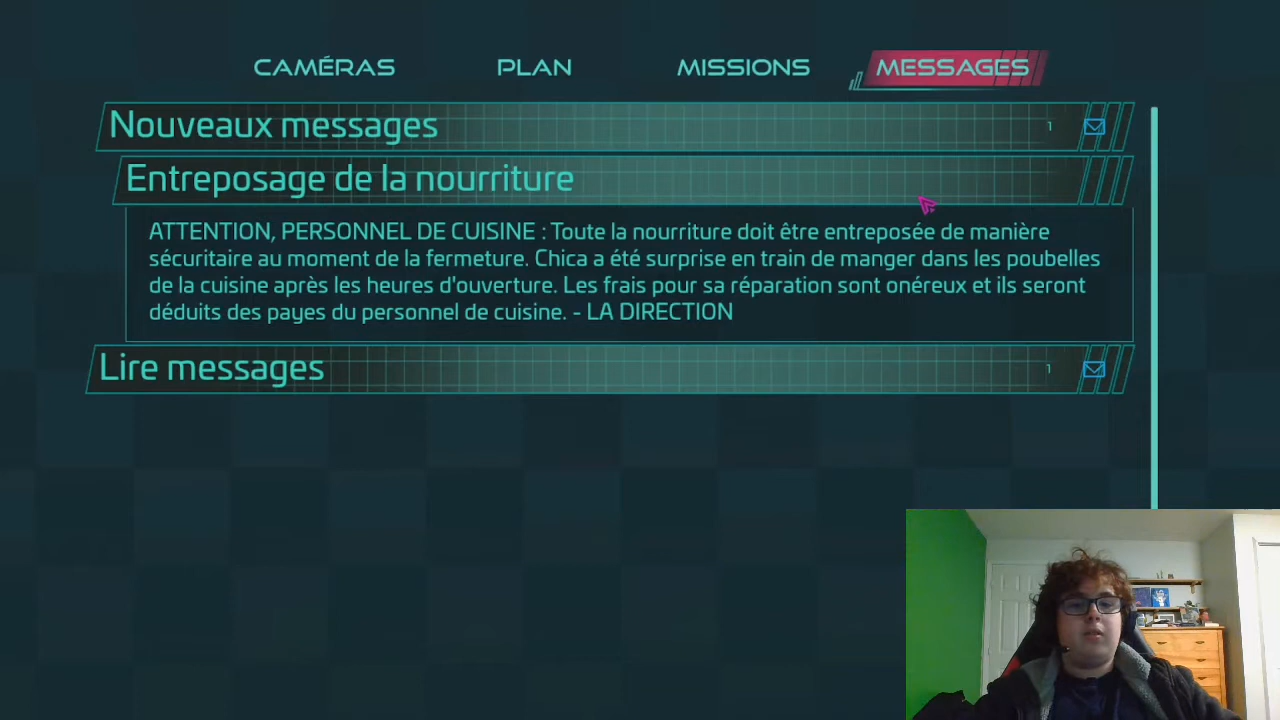 CAMÉRAS PLAN MISSIONS MESSAGES
Nouveaux messages 1
Entreposage de la nourriture
ATTENTION, PERSONNEL DE CUISINE : Toute la nourriture doit être entreposée de manière
sécuritaire au moment de la fermeture. Chica a été surprise en train de manger dans les poubelles
de la cuisine après les heures d'ouverture. Les frais pour sa réparation sont onéreux et ils seront
déduits des payes du personnel de cuisine. - LA DIRECTION
Lire messages 1